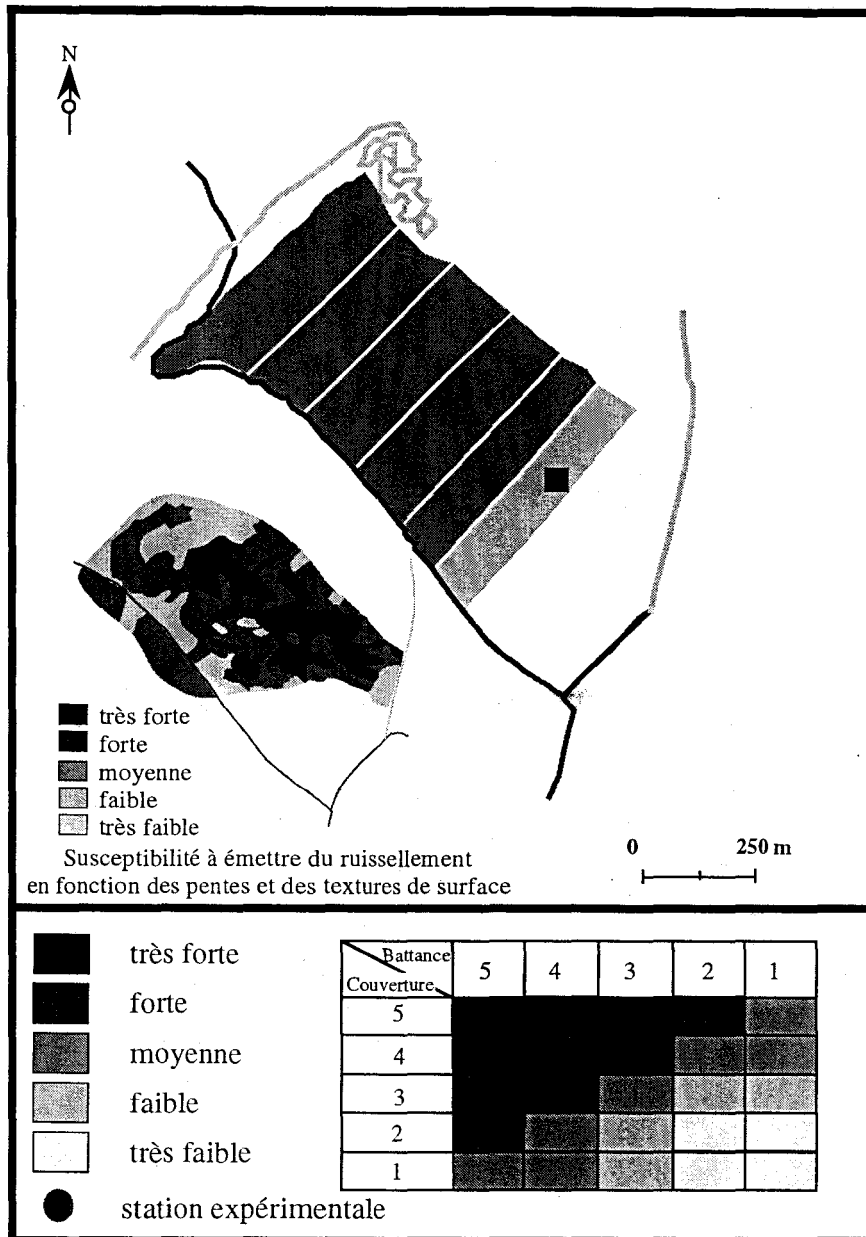 N
très forte
forte
moyenne
faible
très faible
Susceptibilité à émettre du ruissellement
en fonction des pentes et des textures de surface
0 250 m
très forte
forte
moyenne
faible
très faible
station expérimentale
Battance
Couverture
5 4 3 2 1
5
4
3
2
1